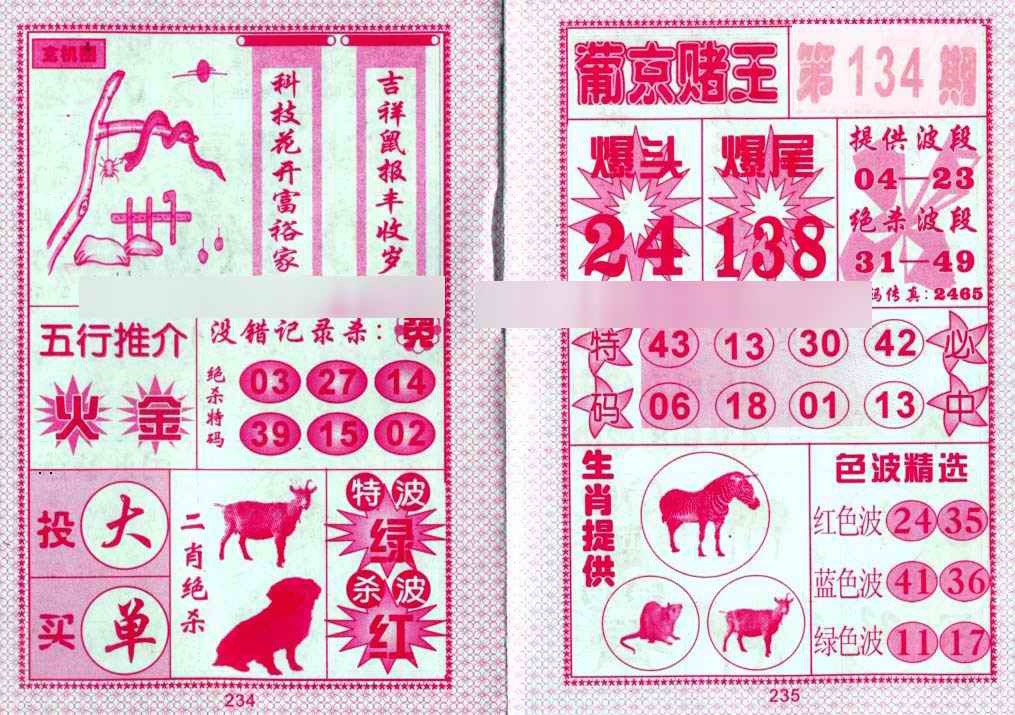 玄机图
吉祥鼠报丰收岁
科技花开富裕家
五行推介
火 金
没错记录杀:
绝杀特码
03 27 14
39 15 02
投 大
买 单
二肖绝杀
特波
绿
杀波
红
234
葡京赌王
第134期
爆头
24
爆尾
138
提供波段
04—23
绝杀波段
31—49
码传真:2465
特码
43 13 30 42
06 18 01 13
必中
生肖提供
色波精选
红色波 24 35
蓝色波 41 36
绿色波 11 17
235